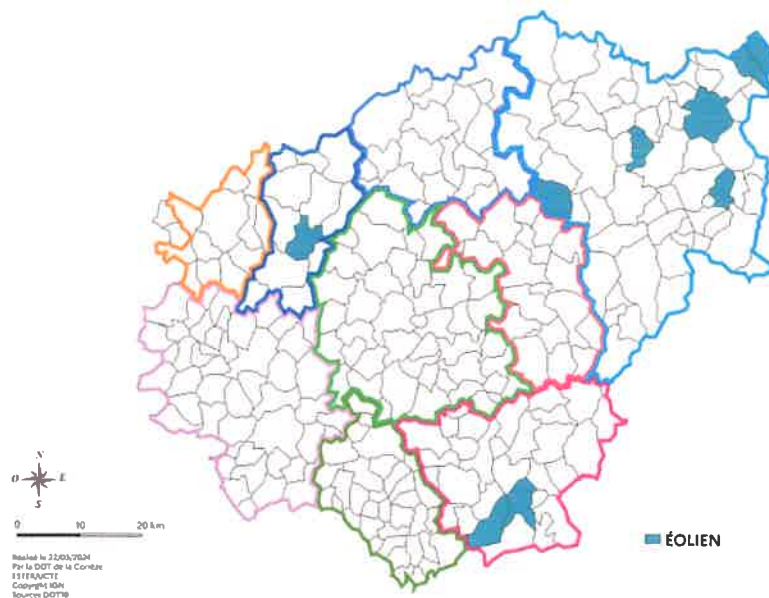 N
O E
S
0 10 20 km
Réalisé le 22/03/2024
Par la DDT de la Corrèze
Copyright IGN
ÉOLIEN